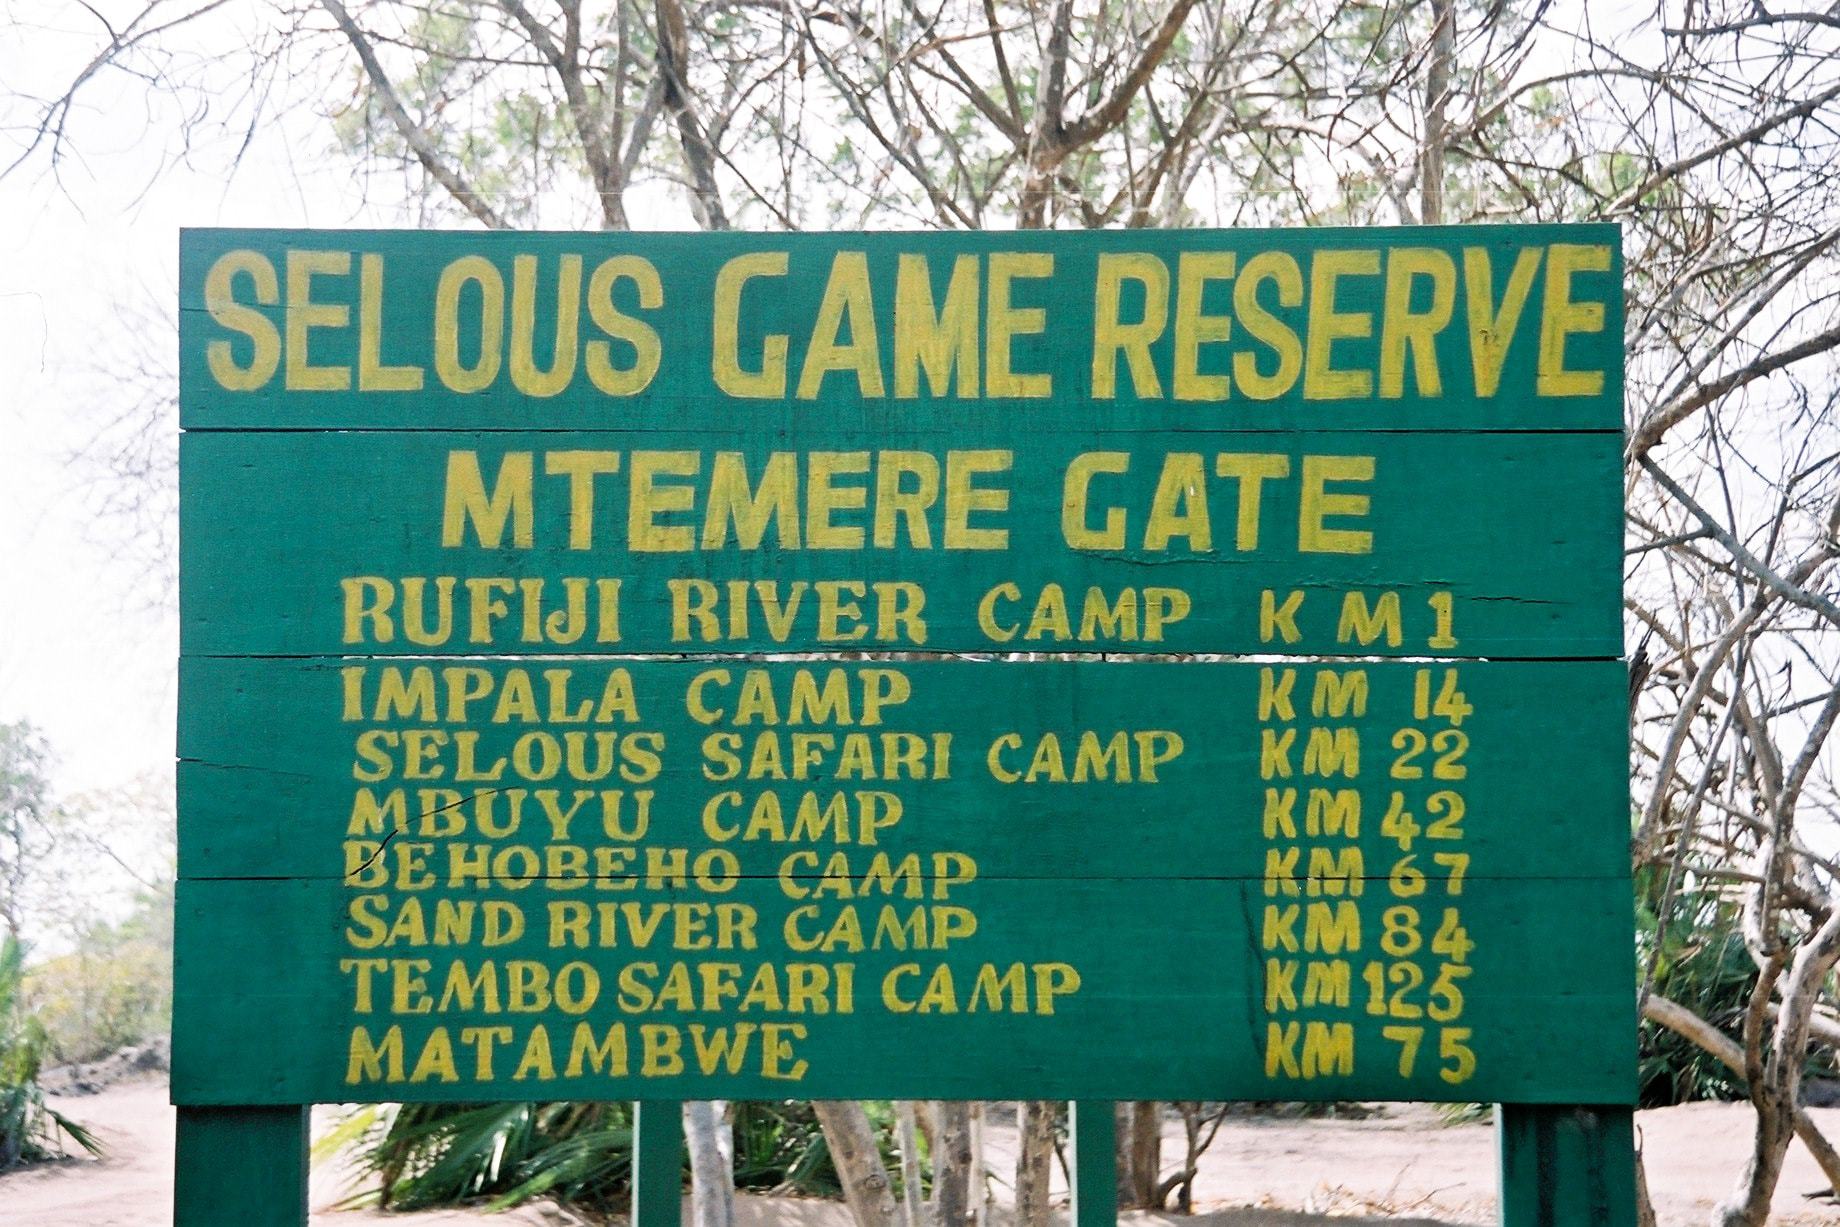 SELOUS GAME RESERVE
MTEMERE GATE
RUFIJI RIVER CAMP KM 1
IMPALA CAMP KM 14
SELOUS SAFARI CAMP KM 22
MBUYU CAMP KM 42
BEHOBEHO CAMP KM 67
SAND RIVER CAMP KM 84
TEMBO SAFARI CAMP KM 125
MATAMBWE KM 75